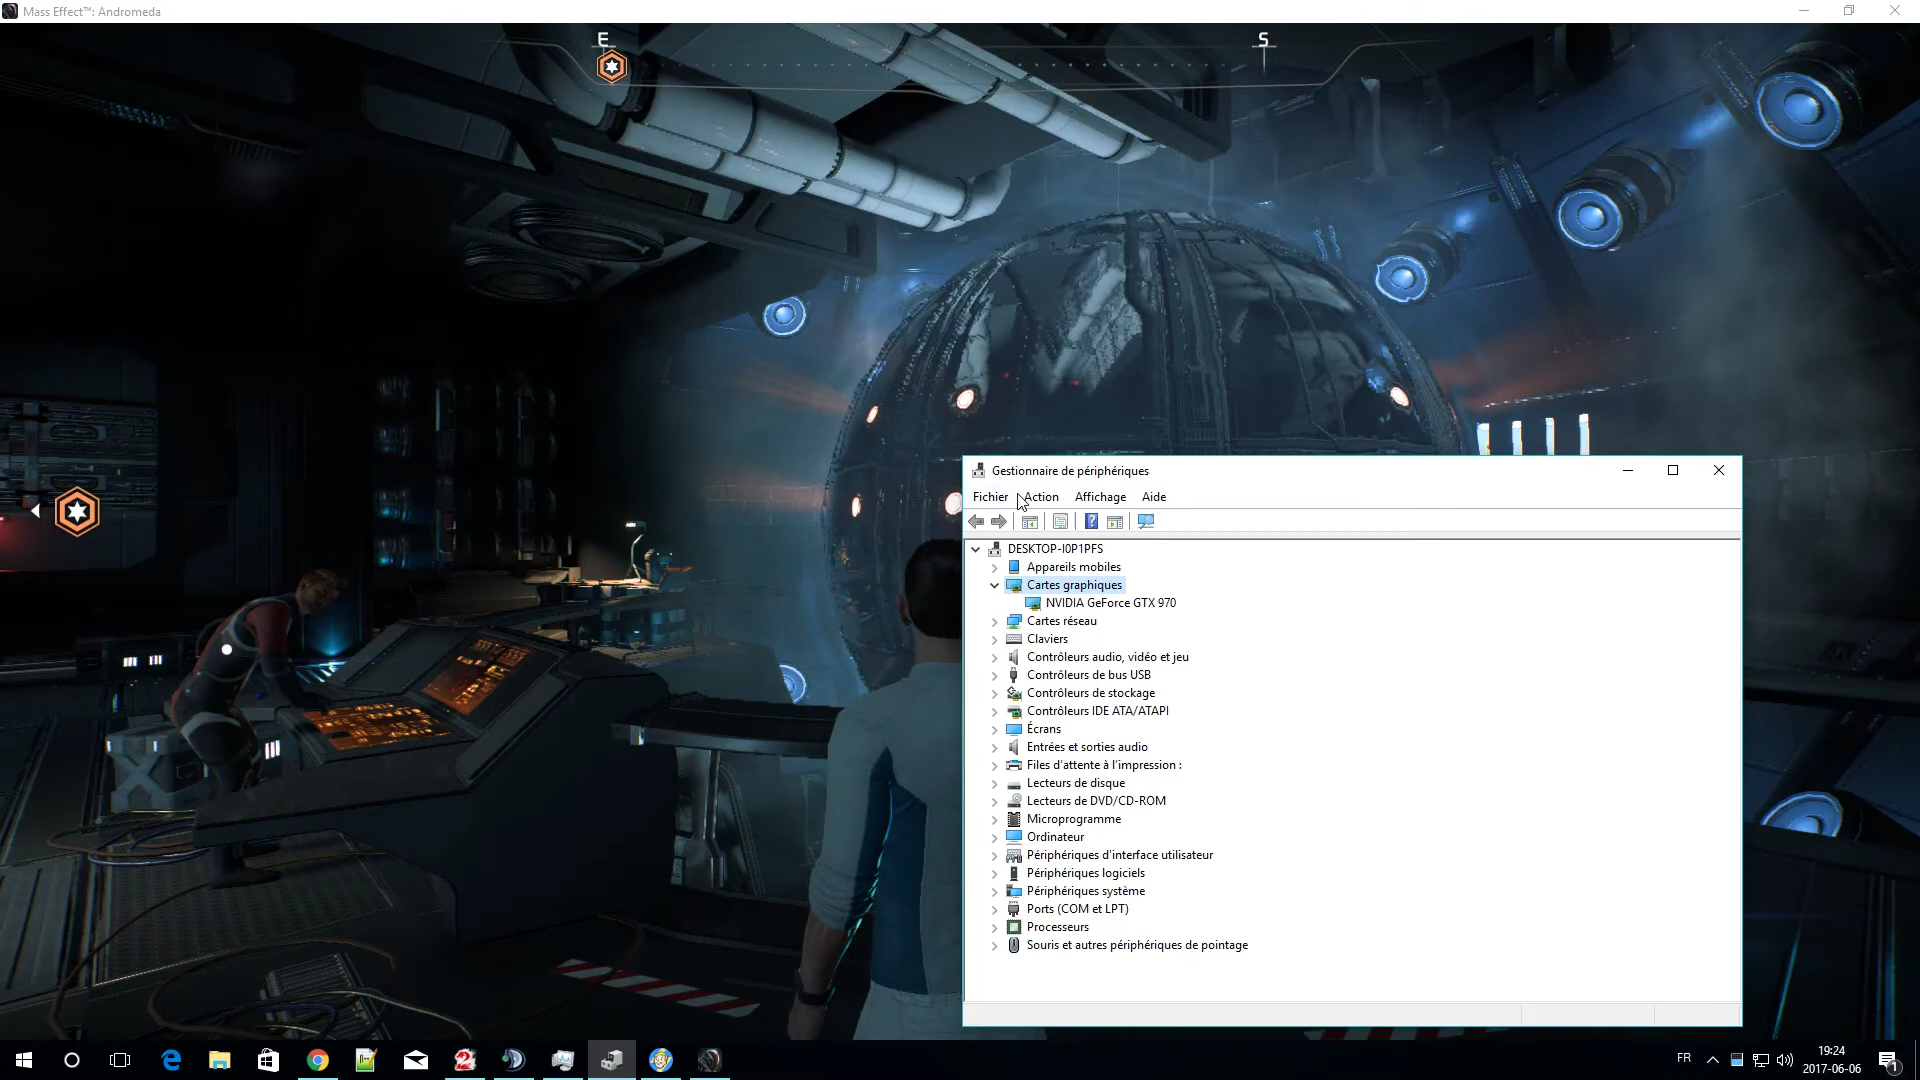 Mass Effect™: Andromeda
E
S
Gestionnaire de périphériques
Fichier Action Affichage Aide
DESKTOP-I0P1PFS
Appareils mobiles
Cartes graphiques
NVIDIA GeForce GTX 970
Cartes réseau
Claviers
Contrôleurs audio, vidéo et jeu
Contrôleurs de bus USB
Contrôleurs de stockage
Contrôleurs IDE ATA/ATAPI
Écrans
Entrées et sorties audio
Files d'attente à l'impression :
Lecteurs de disque
Lecteurs de DVD/CD-ROM
Microprogramme
Ordinateur
Périphériques d'interface utilisateur
Périphériques logiciels
Périphériques système
Ports (COM et LPT)
Processeurs
Souris et autres périphériques de pointage
FR
19:24
2017-06-06
1